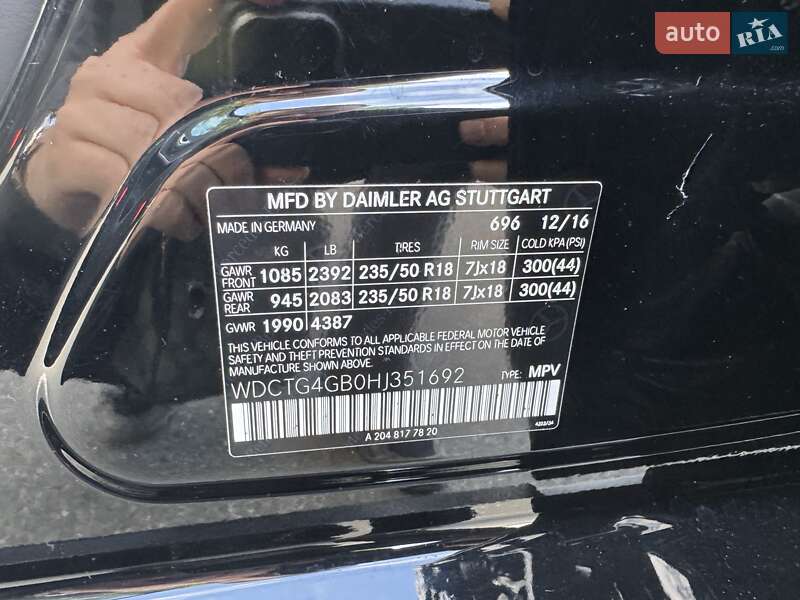 auto RIA.com
MFD BY DAIMLER AG STUTTGART
MADE IN GERMANY 696 12/16
KG LB TIRES RIM SIZE COLD KPA(PSI)
GAWR FRONT 1085 2392 235/50 R18 7Jx18 300(44)
GAWR REAR 945 2083 235/50 R18 7Jx18 300(44)
GVWR 1990 4387
THIS VEHICLE CONFORMS TO ALL APPLICABLE FEDERAL MOTOR VEHICLE
SAFETY AND THEFT PREVENTION STANDARDS IN EFFECT ON THE DATE OF
MANUFACTURE SHOWN ABOVE.
WDCTG4GB0HJ351692 TYPE: MPV
A 204 817 78 20